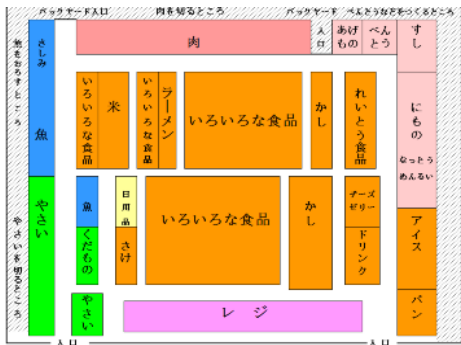 バックヤード入口
肉を切るところ
バックヤード べんとうなどをつくるところ
魚をおろすところ
さしみ
魚
肉
入口
あげもの
べんとう
すし
いろいろな食品
米
いろいろな食品
ラーメン
いろいろな食品
かし
れいとう食品
にもの
なっとう
めんるい
やさいを切るところ
やさい
魚
くだもの
日用品
さけ
いろいろな食品
かし
チーズ
ゼリー
ドリンク
アイス
やさい
レジ
パン
入口
入口